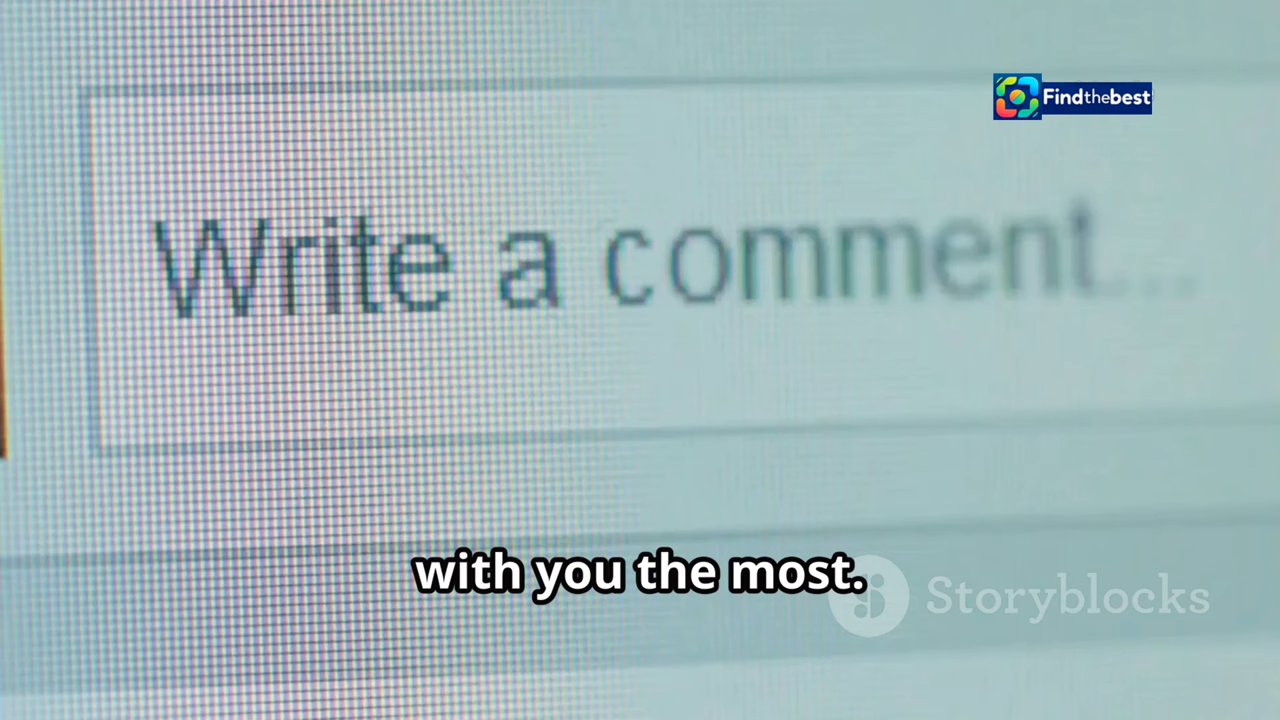 Findthebest
Write a comment...
with you the most.
Storyblocks